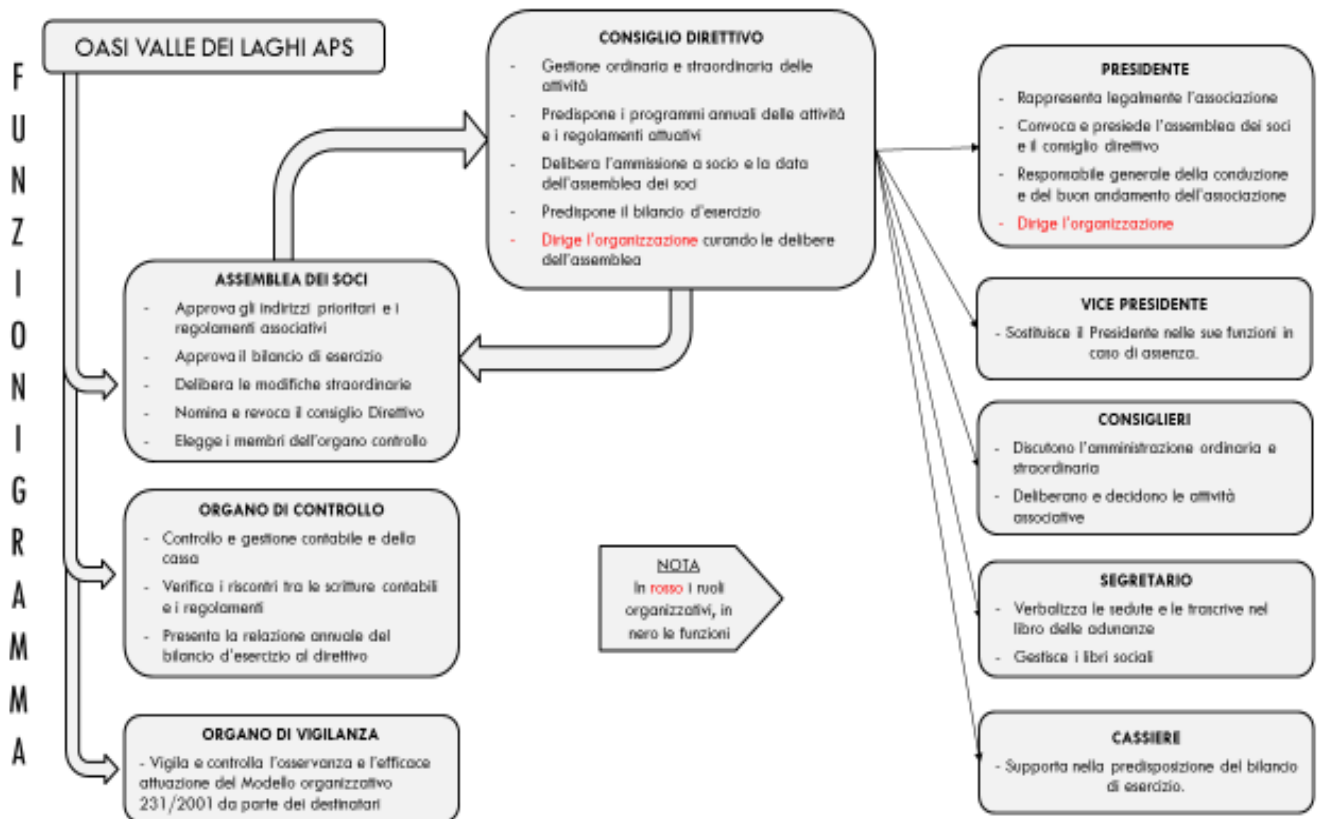 FUNZIONIGRAMMA
OASI VALLE DEI LAGHI APS
CONSIGLIO DIRETTIVO
- Gestione ordinaria e straordinaria delle
attività
- Predispone i programmi annuali delle attività
e i regolamenti attuativi
- Delibera l'ammissione a socio e la data
dell'assemblea dei soci
- Predispone il bilancio d'esercizio
- Dirige l'organizzazione curando le delibere
dell'assemblea
ASSEMBLEA DEI SOCI
- Approva gli indirizzi prioritari e i
regolamenti associativi
- Approva il bilancio di esercizio
- Delibera le modifiche straordinarie
- Nomina e revoca il consiglio Direttivo
- Elegge i membri dell'organo controllo
ORGANO DI CONTROLLO
- Controllo e gestione contabile e della
cassa
- Verifica i riscontri tra le scritture contabili
e i regolamenti
- Presenta la relazione annuale del
bilancio d'esercizio al direttivo
ORGANO DI VIGILANZA
- Vigila e controlla l'osservanza e l'efficace
attuazione del Modello organizzativo
231/2001 da parte dei destinatari
NOTA
In rosso i ruoli
organizzativi, in
nero le funzioni
PRESIDENTE
- Rappresenta legalmente l'associazione
- Convoca e presiede l'assemblea dei soci
e il consiglio direttivo
- Responsabile generale della conduzione
e del buon andamento dell'associazione
- Dirige l'organizzazione
VICE PRESIDENTE
- Sostituisce il Presidente nelle sue funzioni in
caso di assenza.
CONSIGLIERI
- Discutono l'amministrazione ordinaria e
straordinaria
- Deliberano e decidono le attività
associative
SEGRETARIO
- Verbalizza le sedute e le trascrive nel
libro delle adunanze
- Gestisce i libri sociali
CASSIERE
- Supporta nella predisposizione del bilancio
di esercizio.